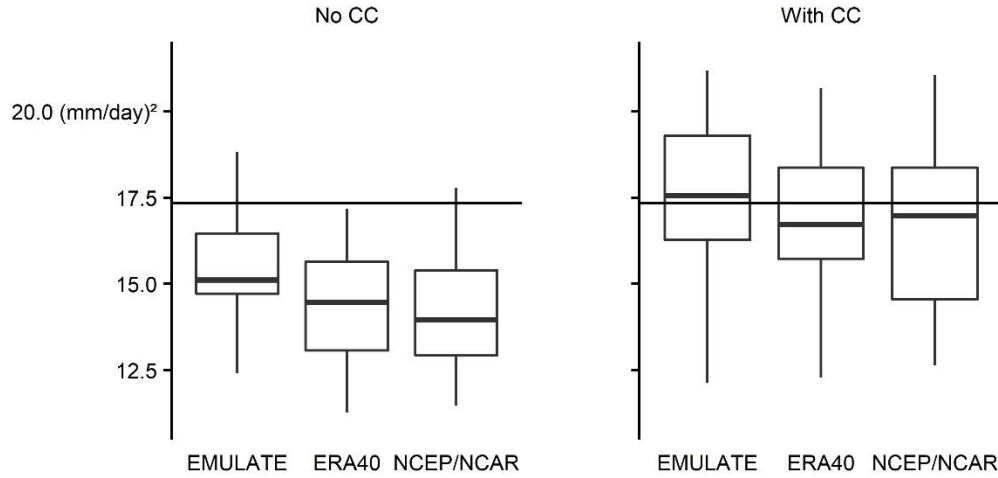 No CC
With CC
20.0 (mm/day)²
17.5
15.0
12.5
EMULATE ERA40 NCEP/NCAR
EMULATE ERA40 NCEP/NCAR